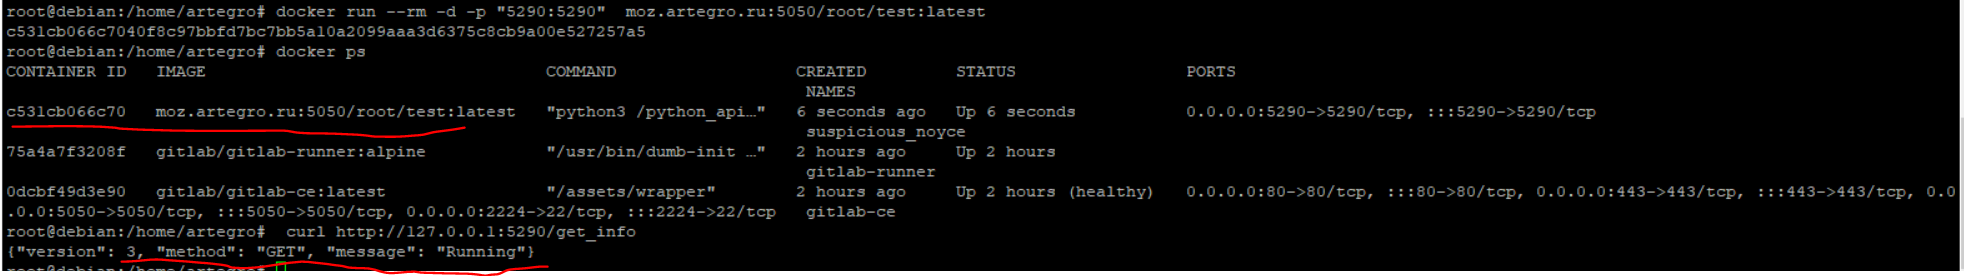 root@debian:/home/artegro# docker run --rm -d -p "5290:5290"  moz.artegro.ru:5050/root/test:latest
c531cb066c7040f8c97bbfd7bc7bb5a10a2099aaa3d6375c8cb9a00e527257a5
root@debian:/home/artegro# docker ps
CONTAINER ID   IMAGE   COMMAND   CREATED   STATUS   PORTS
NAMES
c531cb066c70   moz.artegro.ru:5050/root/test:latest   "python3 /python_api…"   6 seconds ago   Up 6 seconds   0.0.0.0:5290->5290/tcp, :::5290->5290/tcp
suspicious_noyce
75a4a7f3208f   gitlab/gitlab-runner:alpine   "/usr/bin/dumb-init …"   2 hours ago   Up 2 hours
gitlab-runner
0dcbf49d3e90   gitlab/gitlab-ce:latest   "/assets/wrapper"   2 hours ago   Up 2 hours (healthy)   0.0.0.0:80->80/tcp, :::80->80/tcp, 0.0.0.0:443->443/tcp, :::443->443/tcp, 0.0
.0.0:5050->5050/tcp, :::5050->5050/tcp, 0.0.0.0:2224->22/tcp, :::2224->22/tcp   gitlab-ce
root@debian:/home/artegro#  curl http://127.0.0.1:5290/get_info
{"version": 3, "method": "GET", "message": "Running"}
root@debian:/home/artegro#